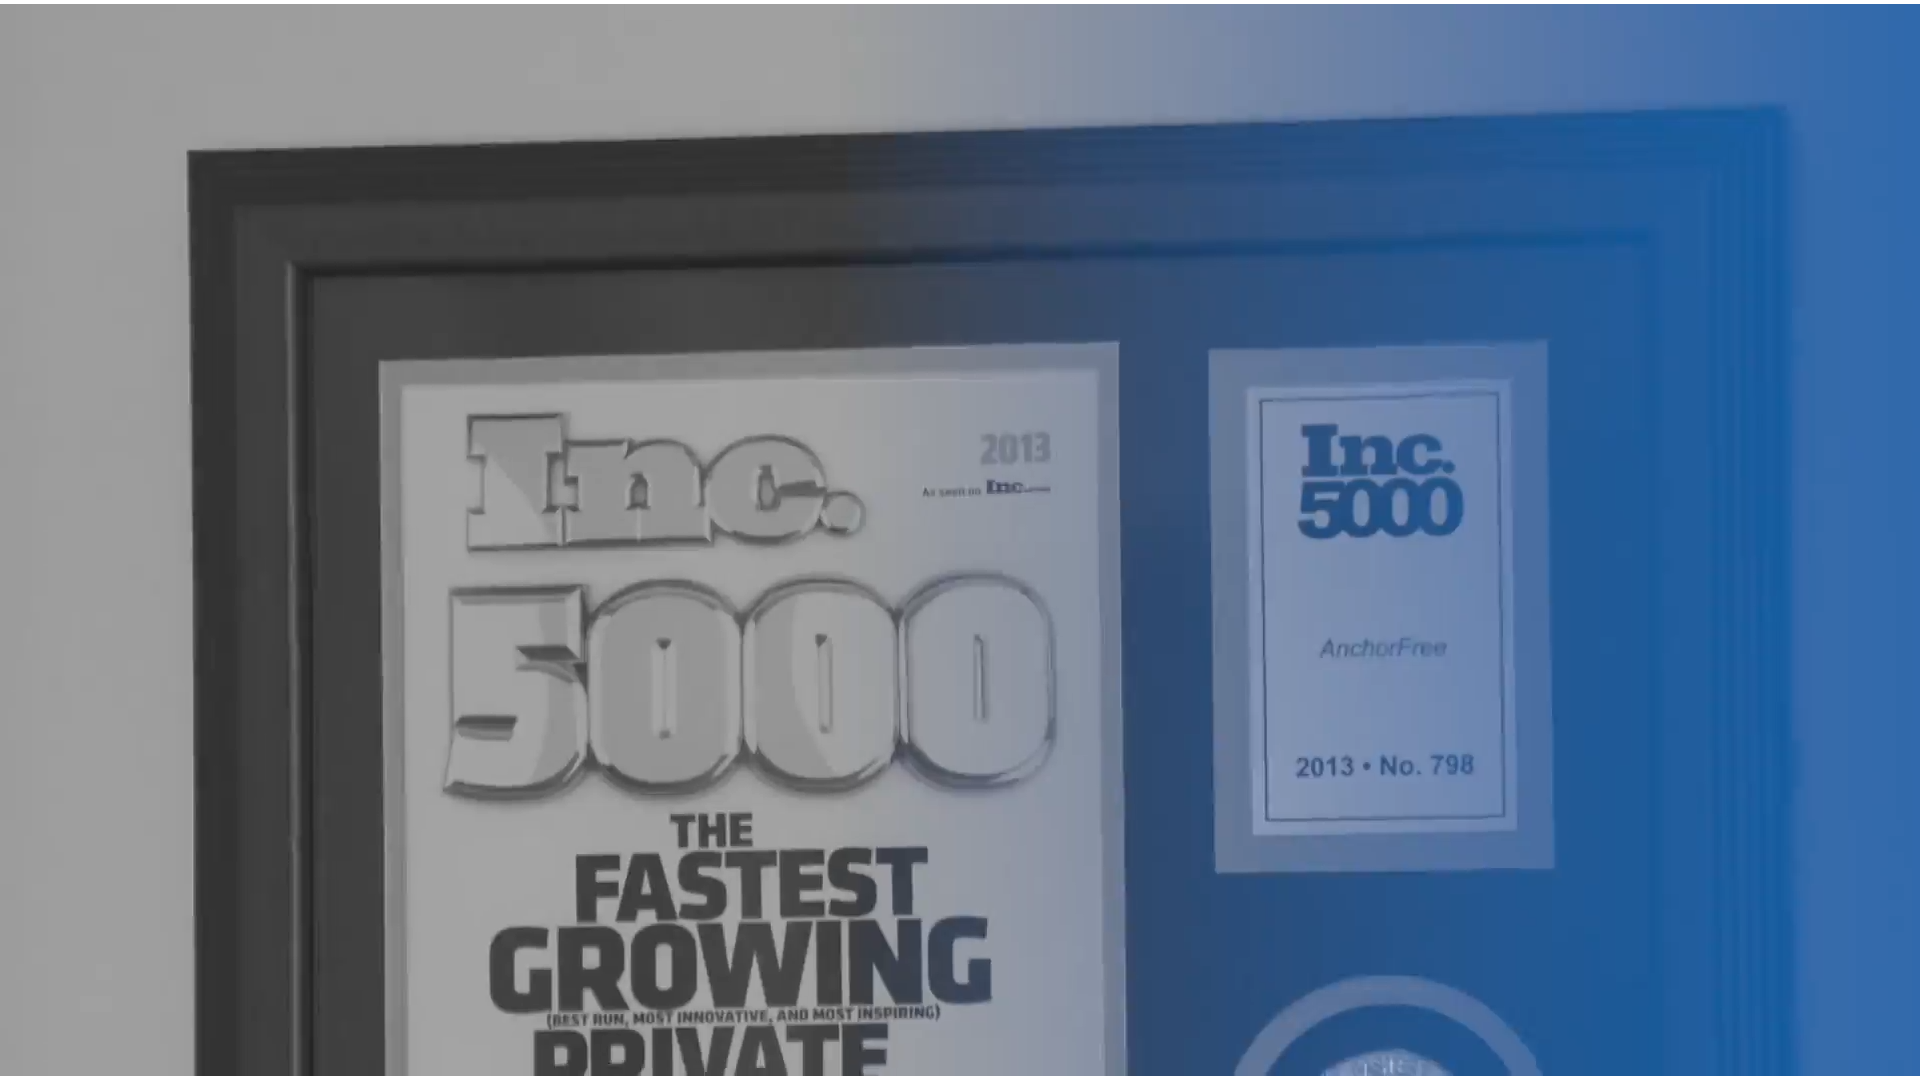 Inc.
2013
As seen on Inc.
5000
THE
FASTEST
GROWING
(BEST RUN, MOST INNOVATIVE, AND MOST INSPIRING)
PRIVATE
Inc.
5000
AnchorFree
2013 • No. 798